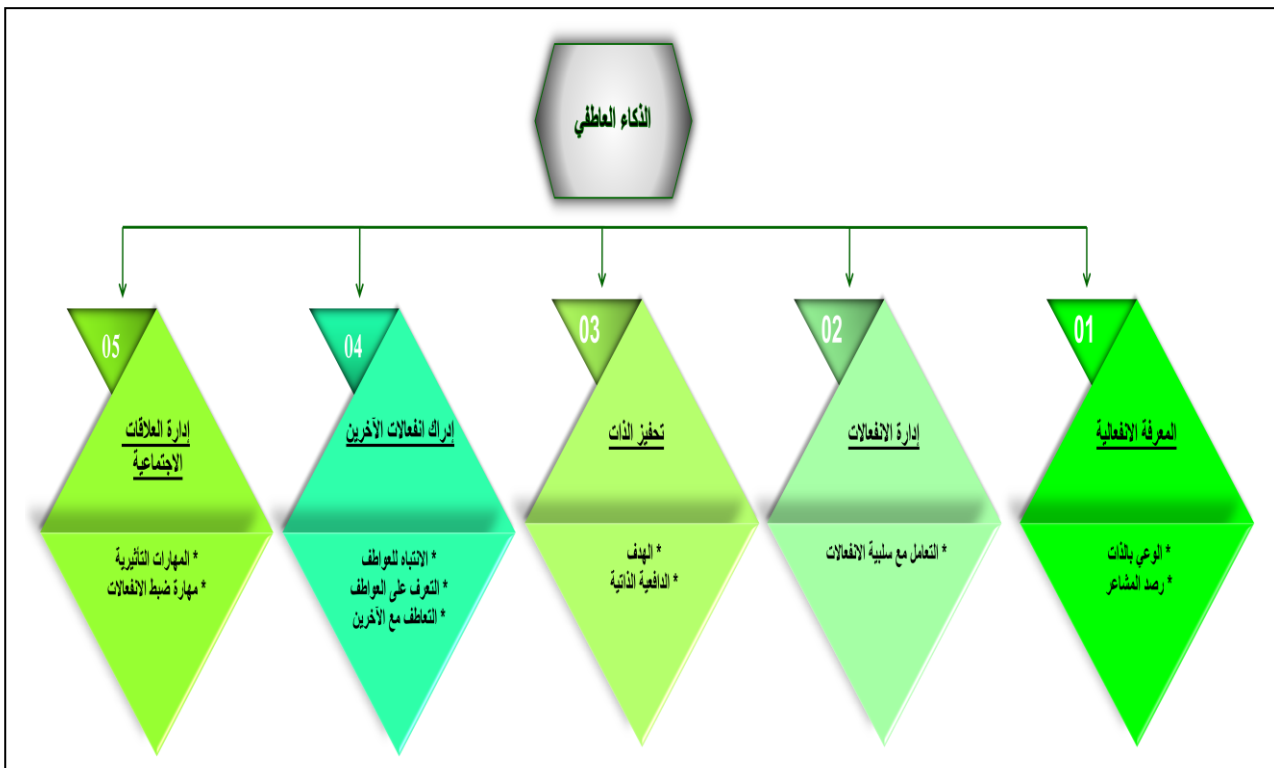 الذكاء العاطفي
01
المعرفة الانفعالية
* الوعي بالذات
* رصد المشاعر
02
إدارة الانفعالات
* التعامل مع سلبية الانفعالات
03
تحفيز الذات
* الهدف
* الدافعية الذاتية
04
إدراك انفعالات الآخرين
* الانتباه للعواطف
* التعرف على العواطف
* التعاطف مع الآخرين
05
إدارة العلاقات
الاجتماعية
* المهارات التأثيرية
* مهارة ضبط الانفعالات